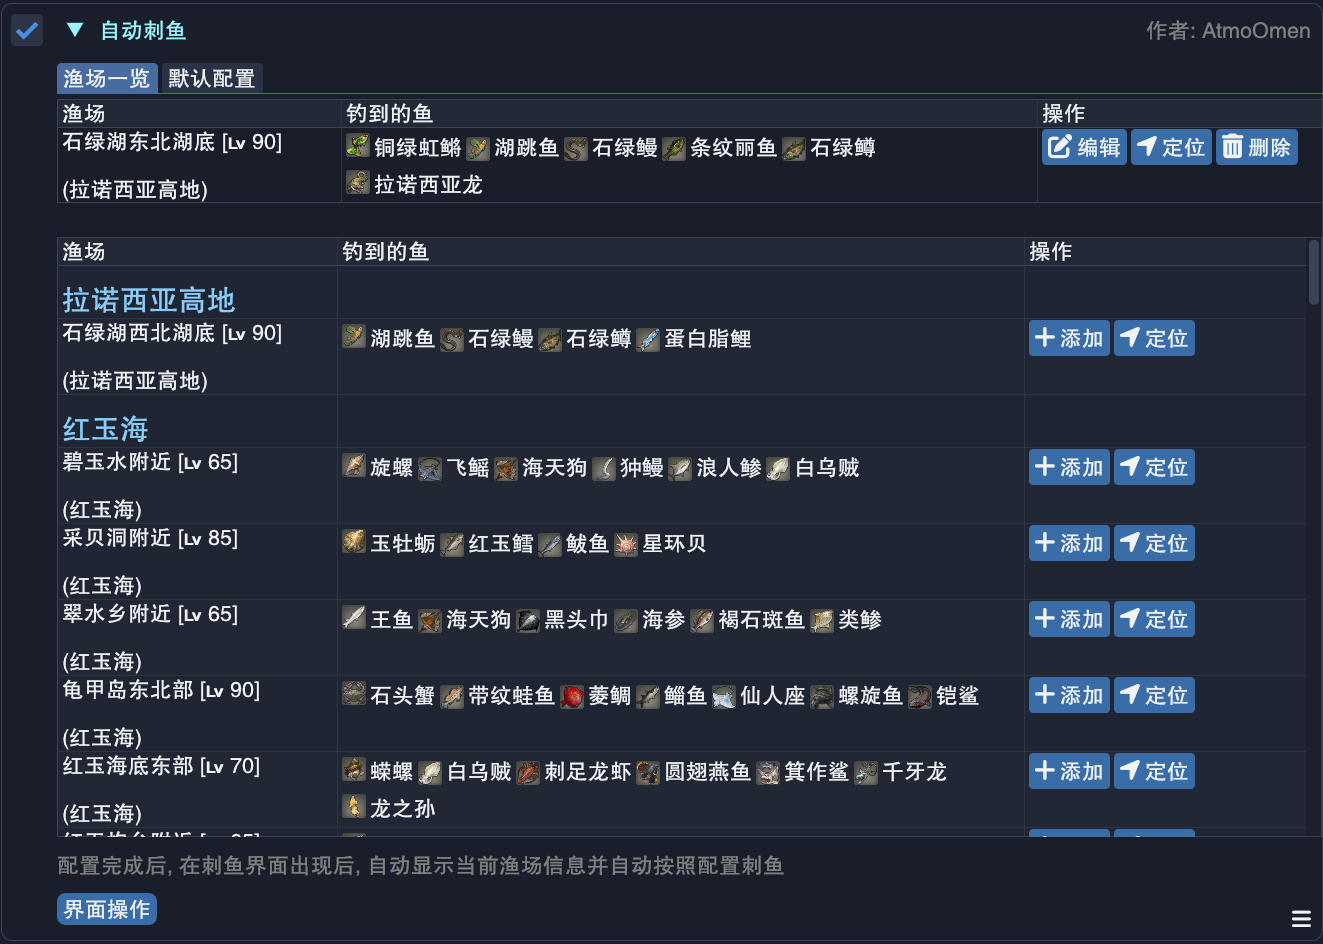 自动刺鱼
作者: AtmoOmen
渔场一览 默认配置
渔场 钓到的鱼 操作
石绿湖东北湖底 [Lv 90] 铜绿虹鳉 湖跳鱼 石绿鳗 条纹丽鱼 石绿鳟 编辑 定位 删除
(拉诺西亚高地) 拉诺西亚龙
渔场 钓到的鱼 操作
拉诺西亚高地
石绿湖西北湖底 [Lv 90] 湖跳鱼 石绿鳗 石绿鳟 蛋白脂鲤 添加 定位
(拉诺西亚高地)
红玉海
碧玉水附近 [Lv 65] 旋螺 飞鳐 海天狗 狆鳗 浪人鲹 白乌贼 添加 定位
(红玉海)
采贝洞附近 [Lv 85] 玉牡蛎 红玉鳕 鲅鱼 星环贝 添加 定位
(红玉海)
翠水乡附近 [Lv 65] 王鱼 海天狗 黑头巾 海参 褐石斑鱼 类鲹 添加 定位
(红玉海)
龟甲岛东北部 [Lv 90] 石头蟹 带纹蛙鱼 菱鲷 鲻鱼 仙人座 螺旋鱼 铠鲨 添加 定位
(红玉海)
红玉海底东部 [Lv 70] 蝾螺 白乌贼 刺足龙虾 圆翅燕鱼 箕作鲨 千牙龙 添加 定位
(红玉海) 龙之孙
配置完成后, 在刺鱼界面出现后, 自动显示当前渔场信息并自动按照配置刺鱼
界面操作